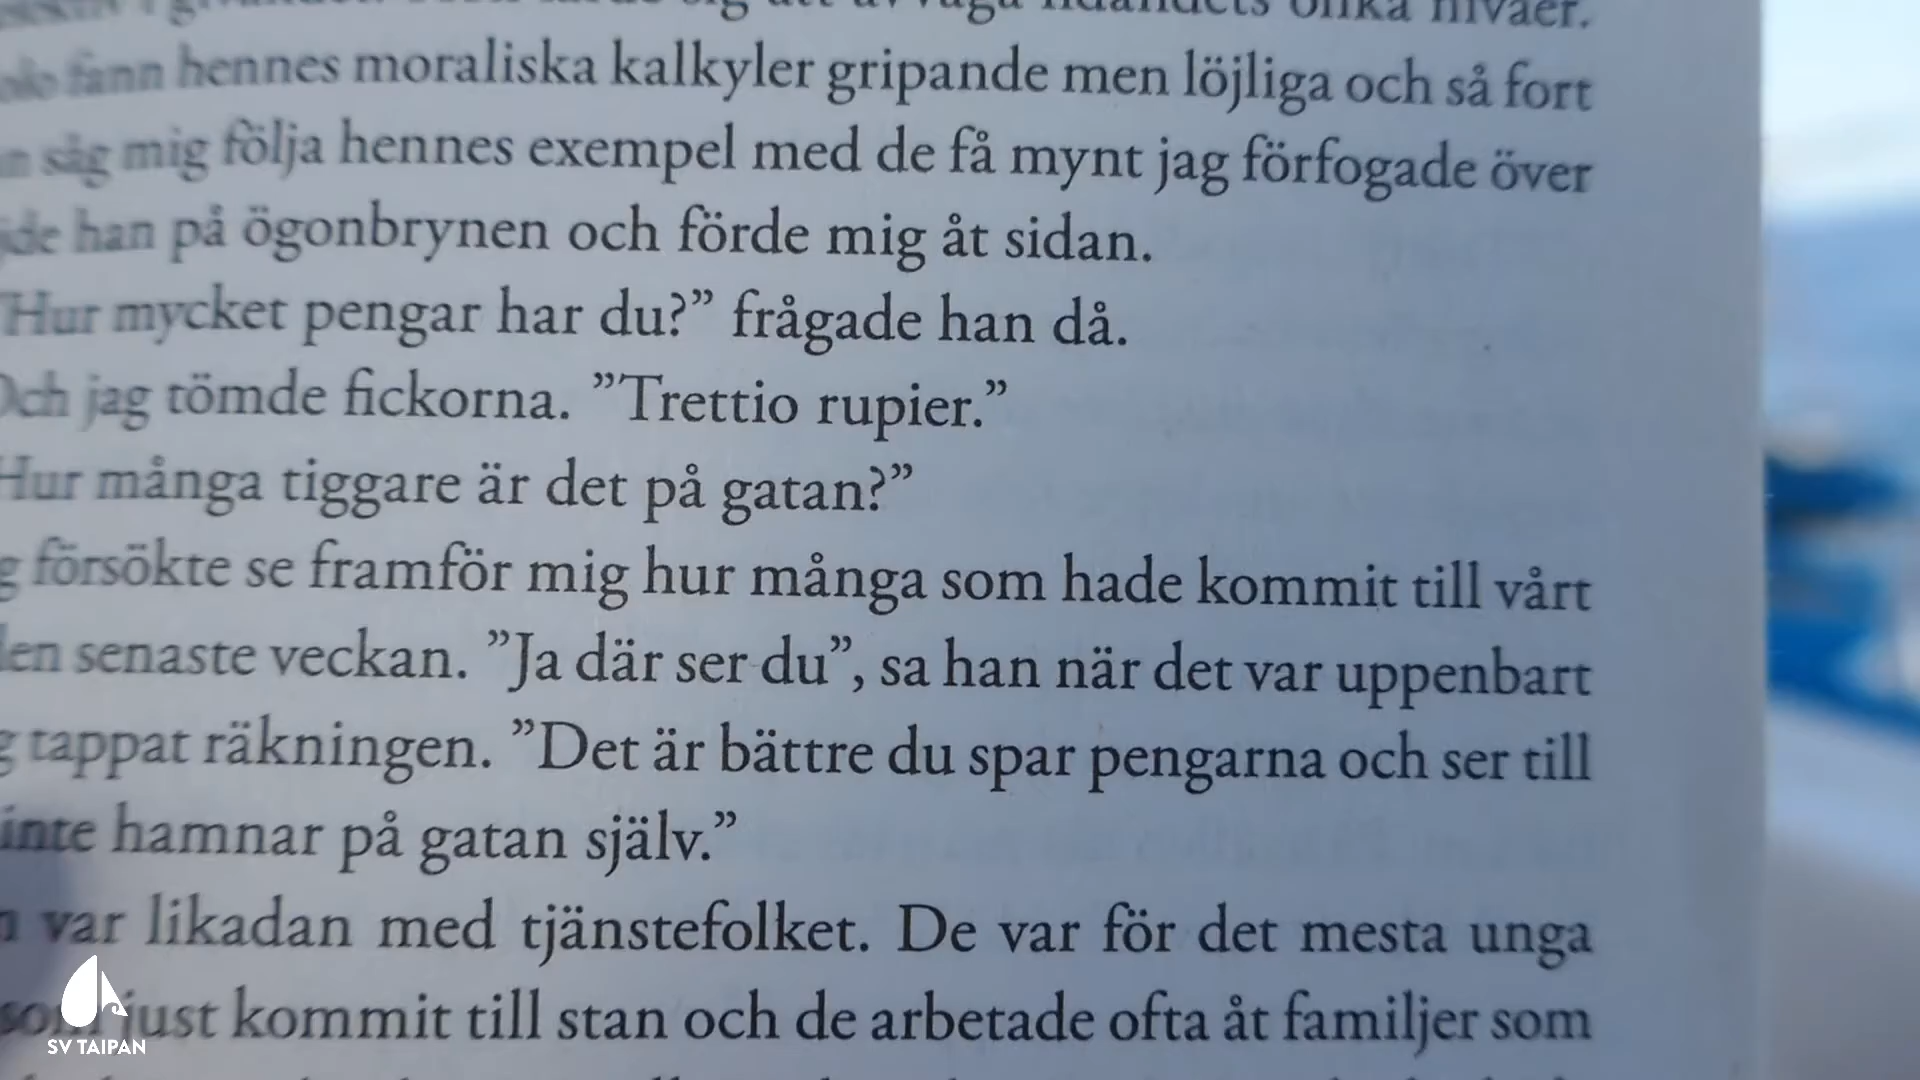 olika nivåer.
fann hennes moraliska kalkyler gripande men löjliga och så fort
såg mig följa hennes exempel med de få mynt jag förfogade över
han på ögonbrynen och förde mig åt sidan.
”Hur mycket pengar har du?” frågade han då.
Och jag tömde fickorna. ”Trettio rupier.”
Hur många tiggare är det på gatan?”
försökte se framför mig hur många som hade kommit till vårt
senaste veckan. ”Ja där ser du”, sa han när det var uppenbart
tappat räkningen. ”Det är bättre du spar pengarna och ser till
inte hamnar på gatan själv.”
var likadan med tjänstefolket. De var för det mesta unga
som just kommit till stan och de arbetade ofta åt familjer som
SV TAIPAN